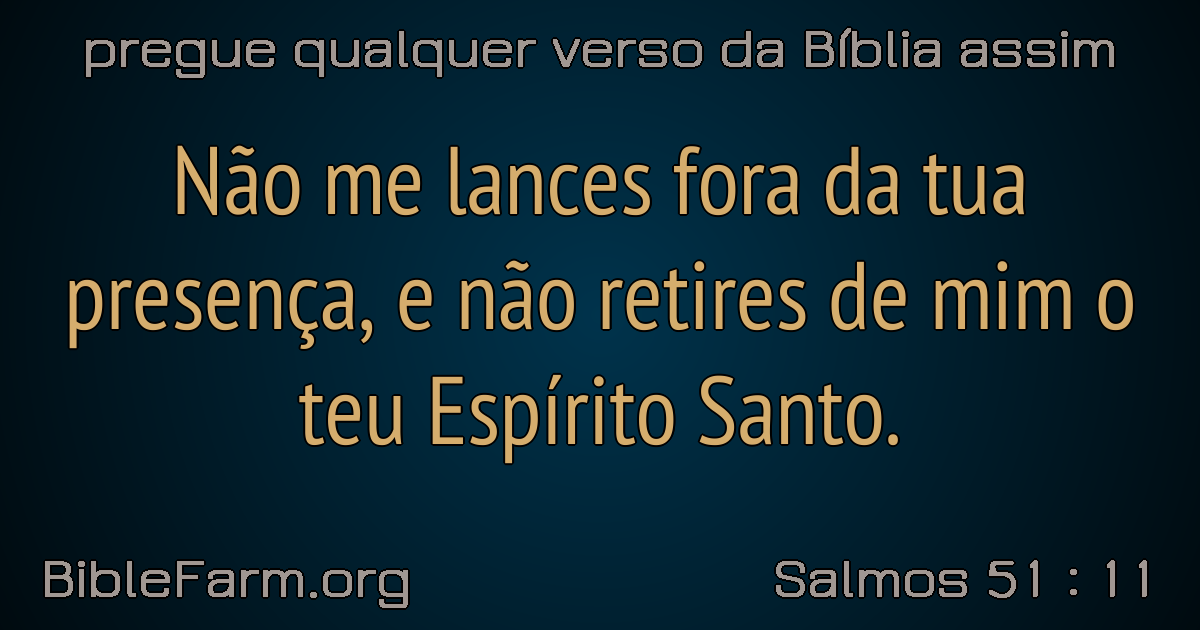 pregue qualquer verso da Bíblia assim
Não me lances fora da tua
presença, e não retires de mim o
teu Espírito Santo.
BibleFarm.org
Salmos 51 : 11